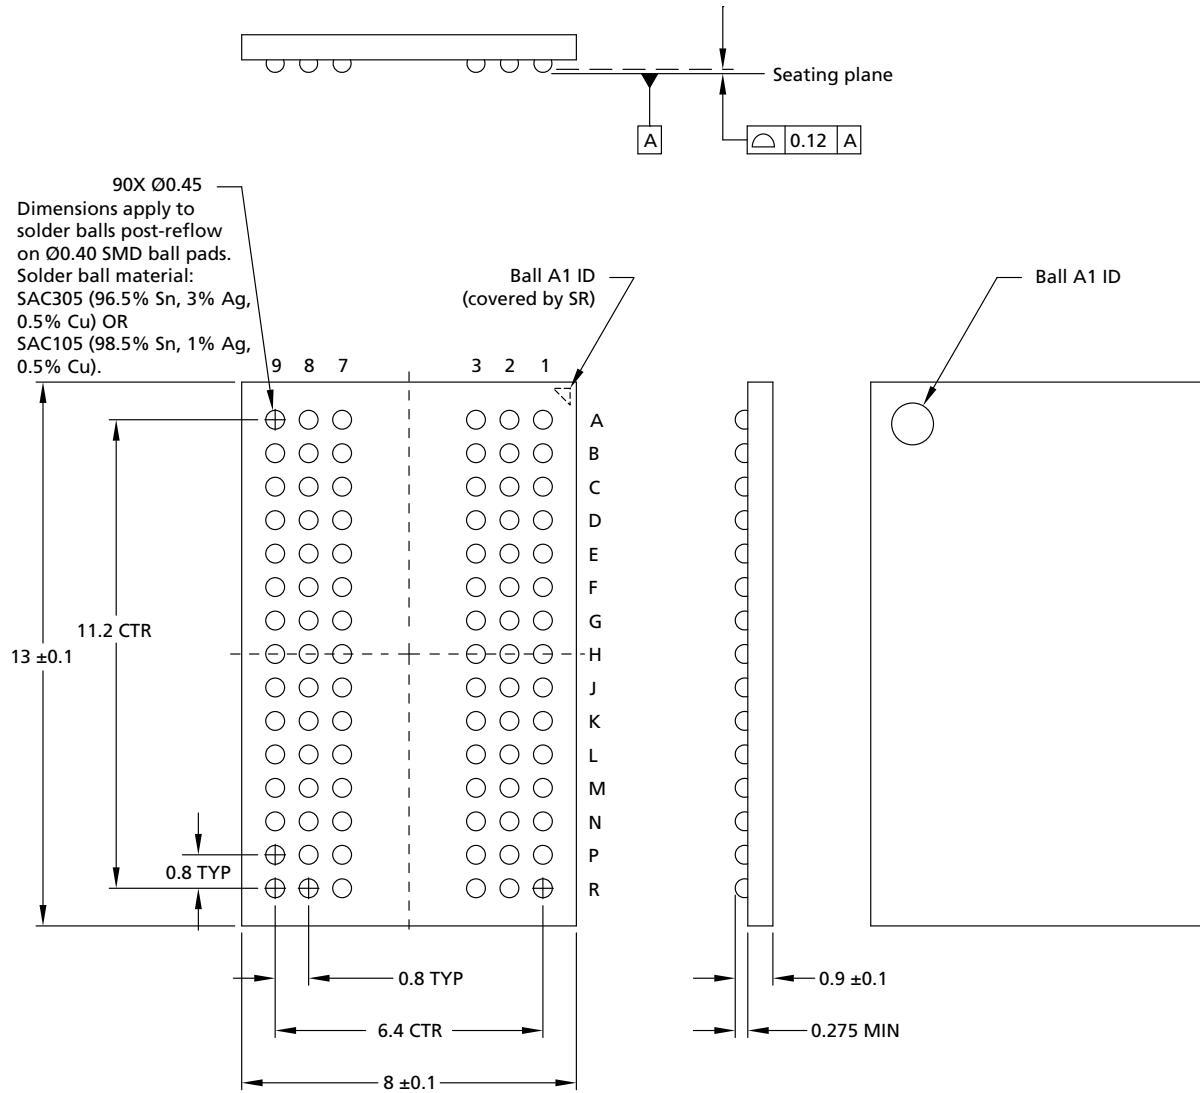 Seating plane
A
0.12 A
90X Ø0.45
Dimensions apply to
solder balls post-reflow
on Ø0.40 SMD ball pads.
Solder ball material:
SAC305 (96.5% Sn, 3% Ag,
0.5% Cu) OR
SAC105 (98.5% Sn, 1% Ag,
0.5% Cu).
Ball A1 ID
(covered by SR)
Ball A1 ID
9 8 7 3 2 1
A
B
C
D
E
F
G
H
J
K
L
M
N
P
R
11.2 CTR
13 ±0.1
0.8 TYP
0.8 TYP
6.4 CTR
8 ±0.1
0.9 ±0.1
0.275 MIN